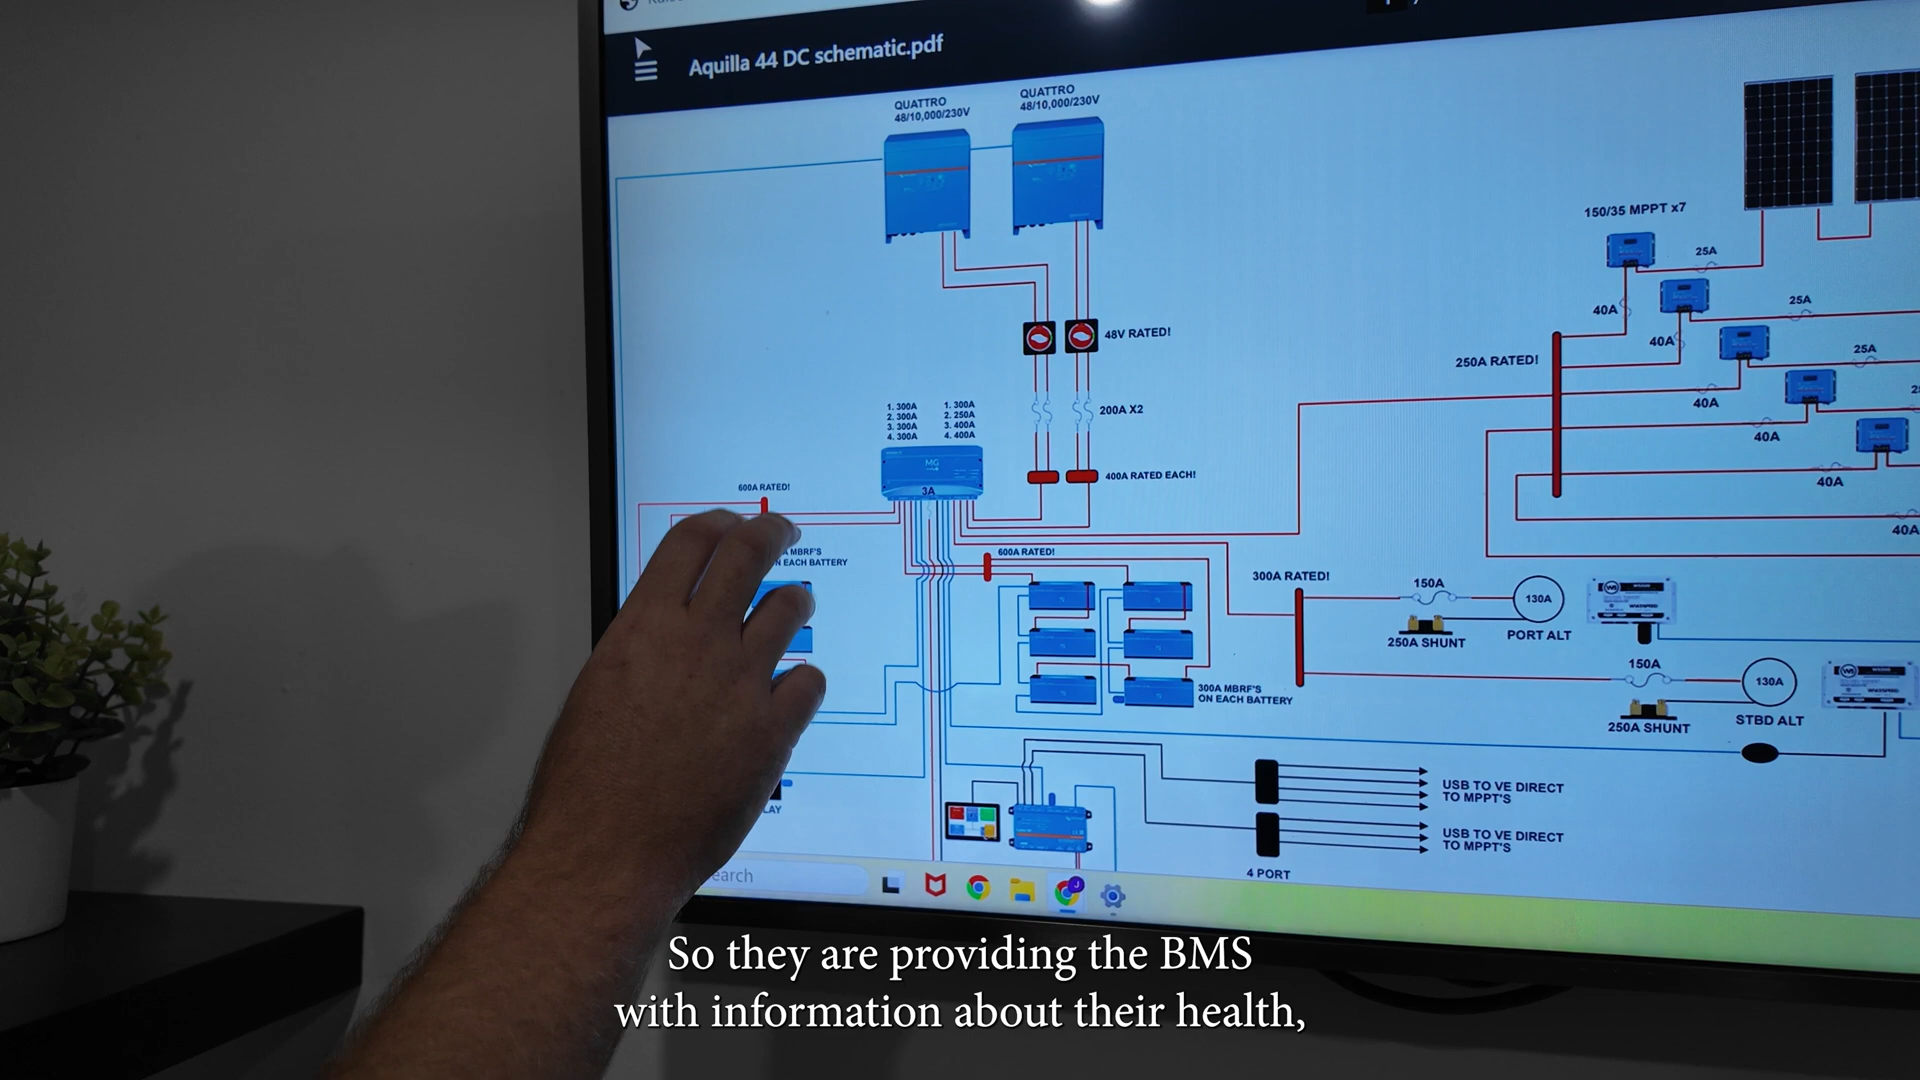 Aquilla 44 DC schematic.pdf
QUATTRO
48/10,000/230V
QUATTRO
48/10,000/230V
150/35 MPPT x7
25A
40A
25A
40A
25A
250A RATED!
40A
40A
40A
40A
48V RATED!
200A X2
400A RATED EACH!
1. 300A
2. 300A
3. 300A
4. 300A
1. 300A
2. 250A
3. 400A
4. 400A
MG
3A
600A RATED!
MBRF'S
EACH BATTERY
600A RATED!
300A RATED!
150A
130A
250A SHUNT
PORT ALT
150A
130A
250A SHUNT
STBD ALT
300A MBRF'S
ON EACH BATTERY
USB TO VE DIRECT
TO MPPT'S
USB TO VE DIRECT
TO MPPT'S
4 PORT
So they are providing the BMS
with information about their health,